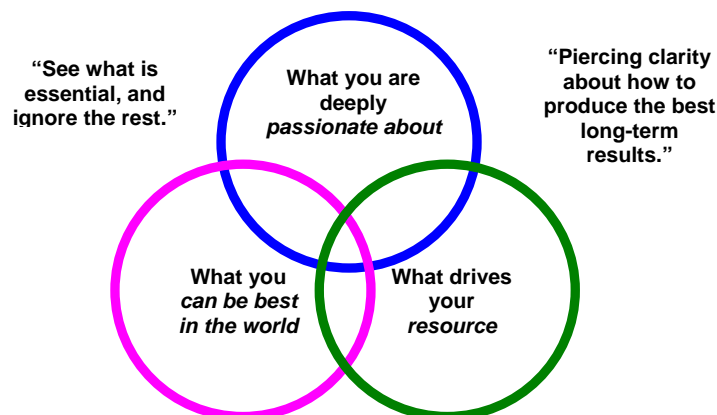 “See what is
essential, and
ignore the rest.”
What you are
deeply
passionate about
“Piercing clarity
about how to
produce the best
long-term
results.”
What you
can be best
in the world
What drives
your
resource